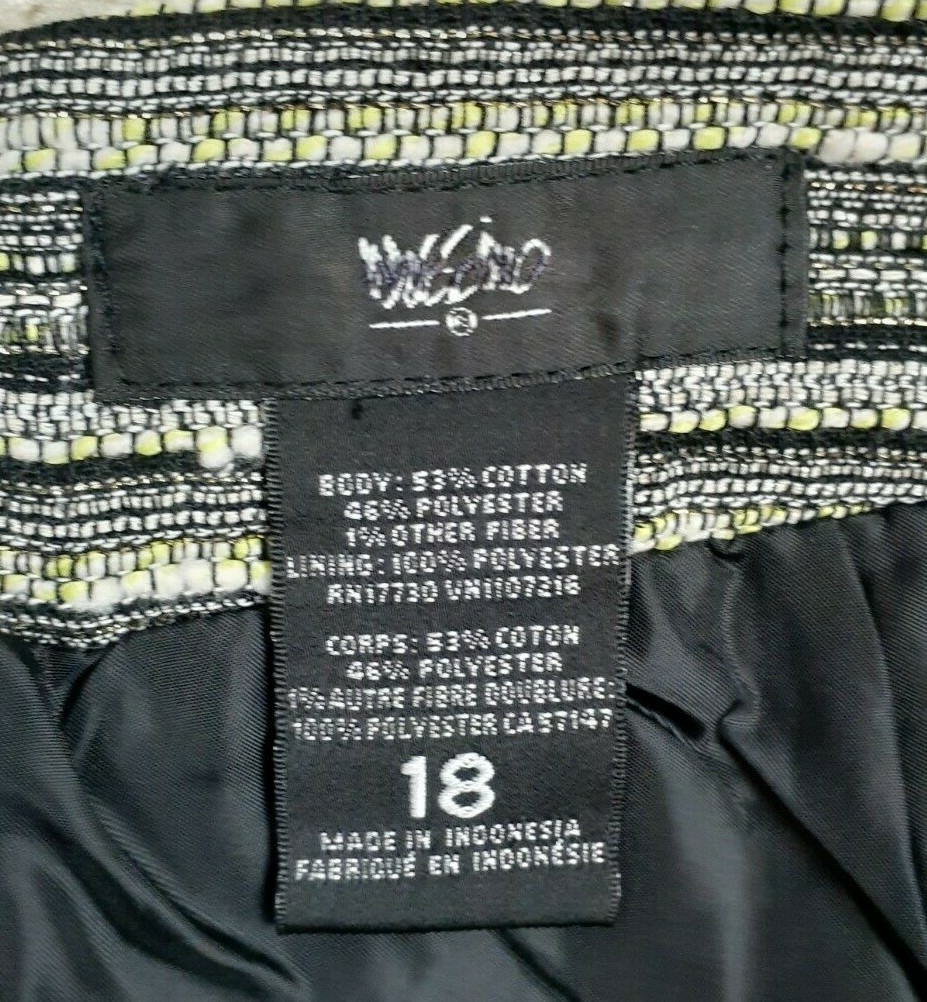 Mossimo
BODY: 53% COTTON
46% POLYESTER
1% OTHER FIBER
LINING: 100% POLYESTER
RN17730 VN1107216
CORPS: 53% COTON
46% POLYESTER
1% AUTRE FIBRE DOUBLURE:
100% POLYESTER CA57147
18
MADE IN INDONESIA
FABRIQUÉ EN INDONÉSIE